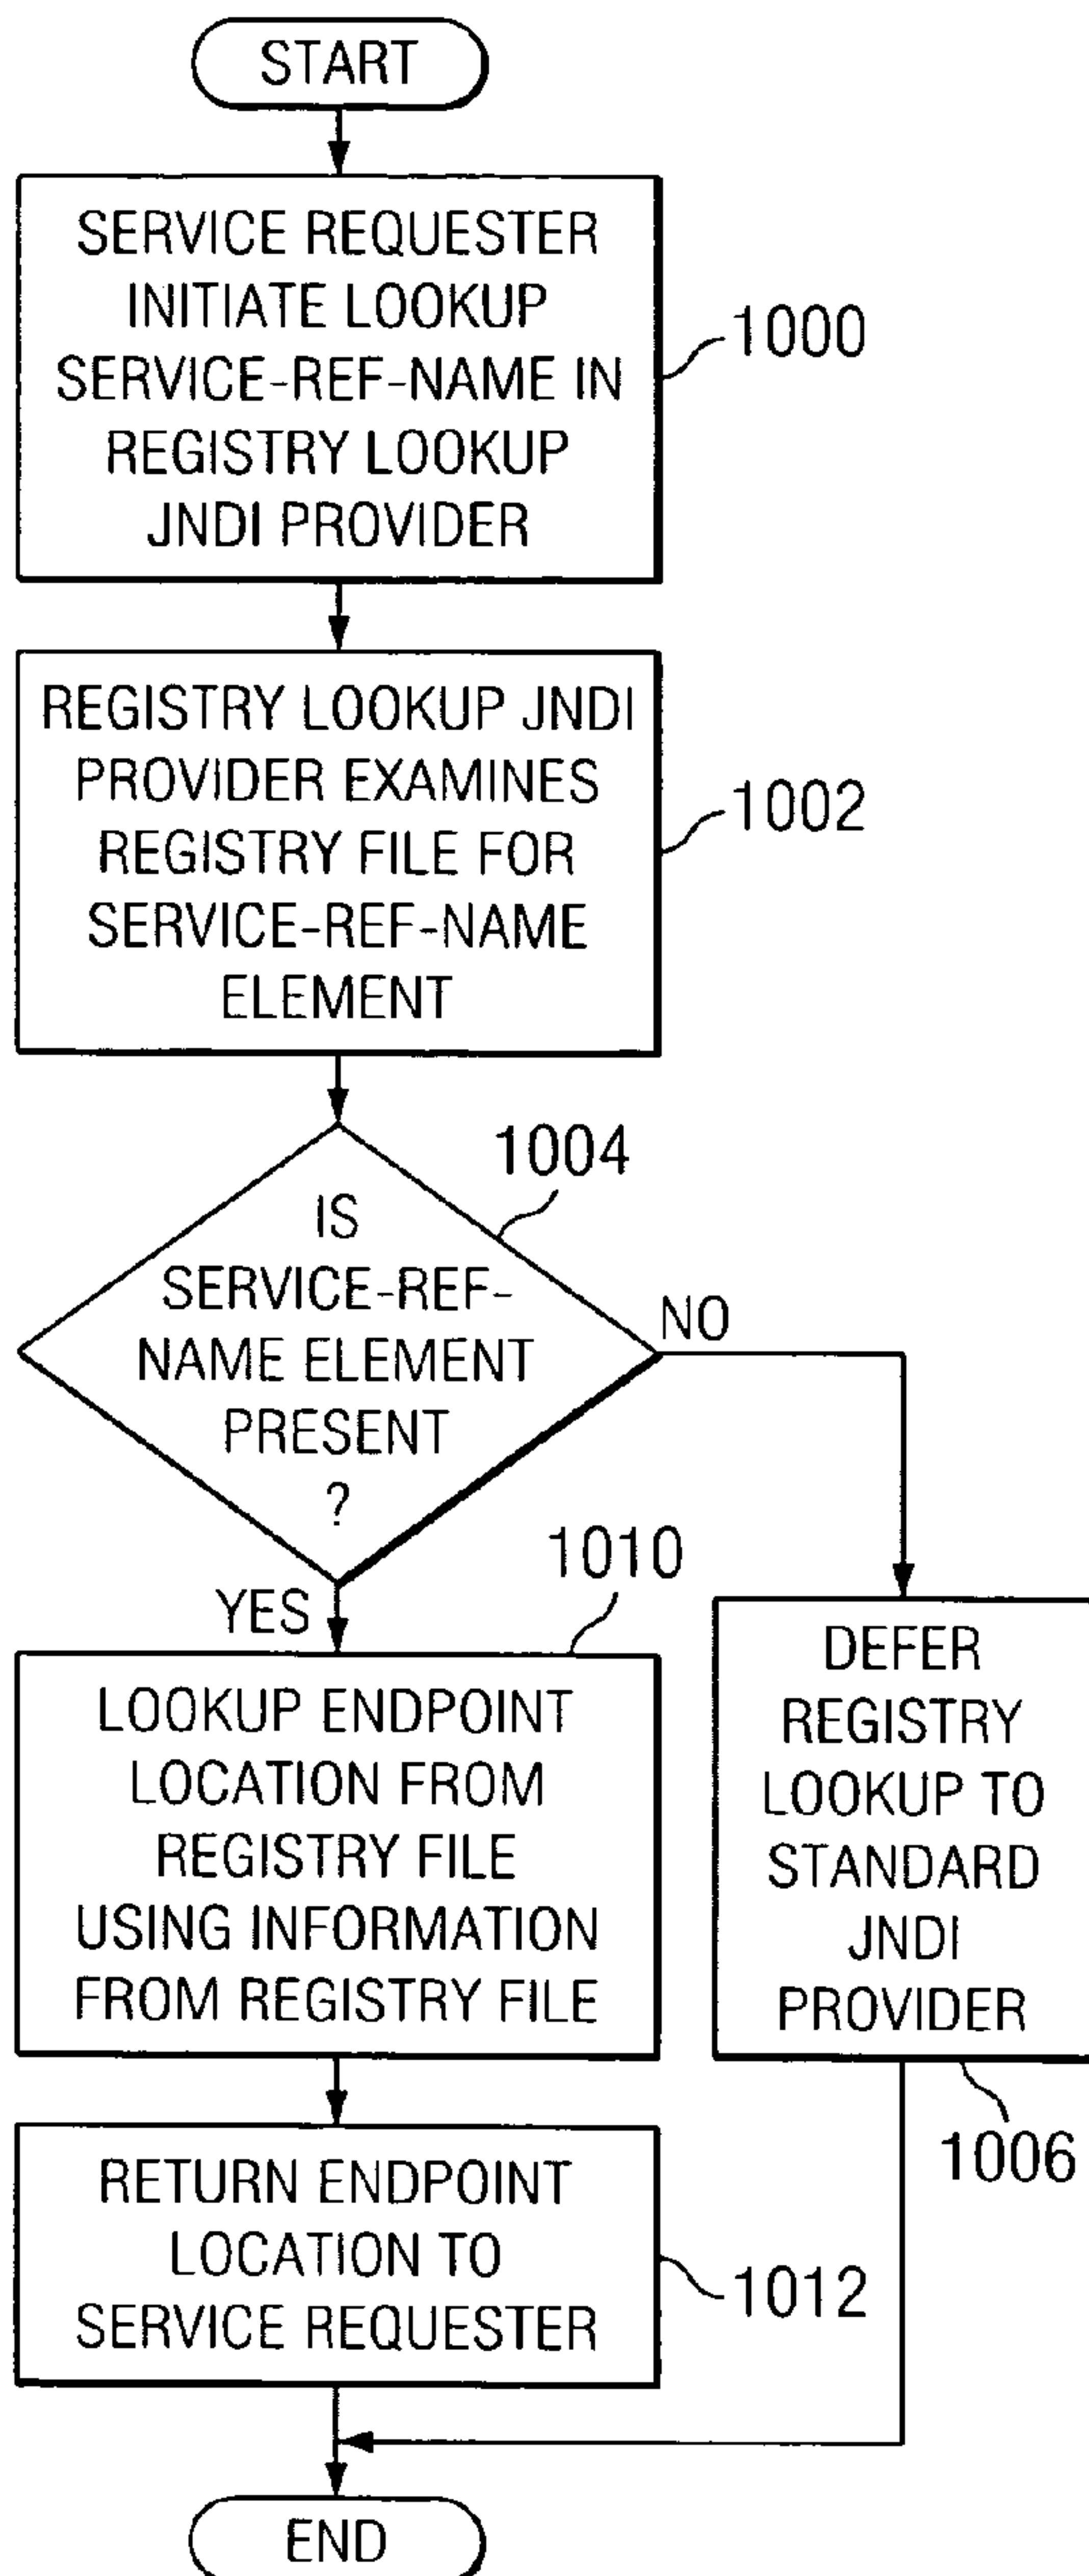 START
SERVICE REQUESTER
INITIATE LOOKUP
SERVICE-REF-NAME IN
REGISTRY LOOKUP
JNDI PROVIDER
1000
REGISTRY LOOKUP JNDI
PROVIDER EXAMINES
REGISTRY FILE FOR
SERVICE-REF-NAME
ELEMENT
1002
1004
IS
SERVICE-REF-
NAME ELEMENT
PRESENT
?
NO
YES
1010
LOOKUP ENDPOINT
LOCATION FROM
REGISTRY FILE
USING INFORMATION
FROM REGISTRY FILE
DEFER
REGISTRY
LOOKUP TO
STANDARD
JNDI
PROVIDER
1006
RETURN ENDPOINT
LOCATION TO
SERVICE REQUESTER
1012
END